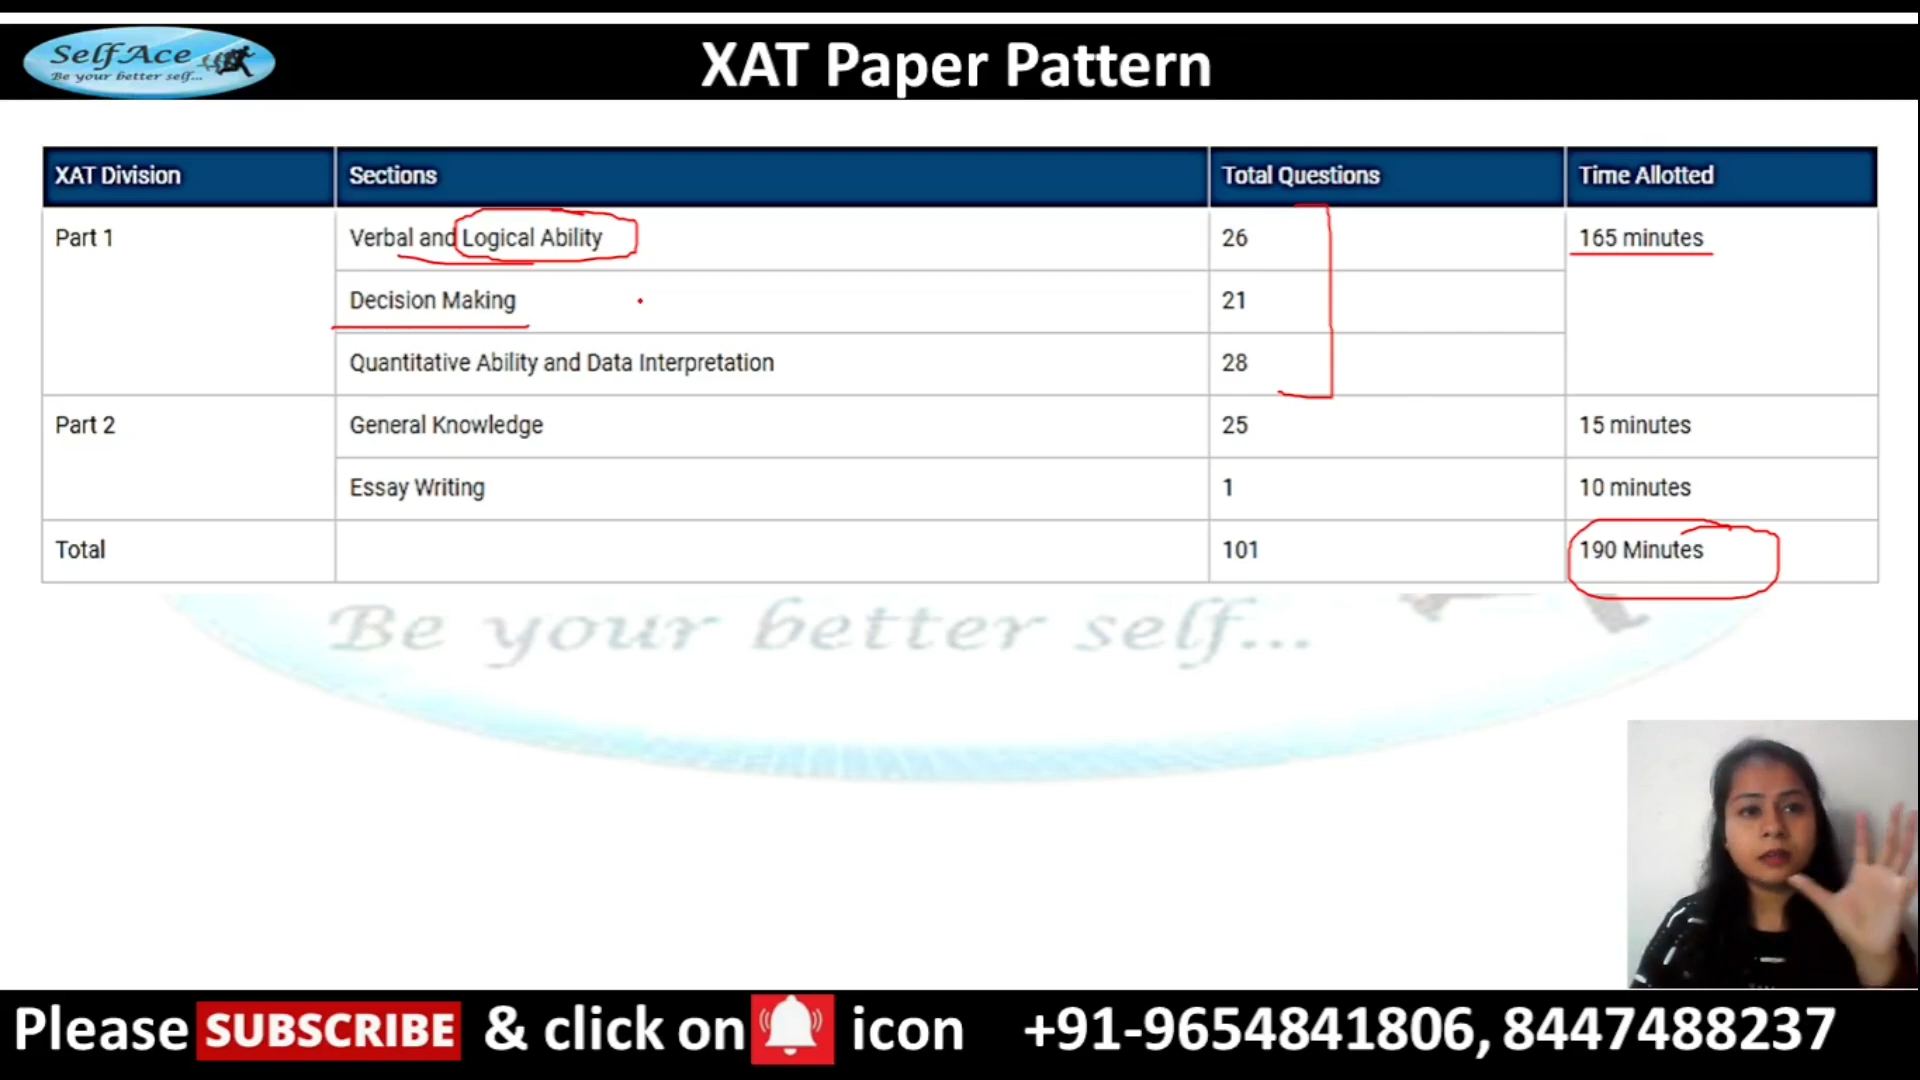 SelfAce
Be your better self...
XAT Paper Pattern
XAT Division Sections Total Questions Time Allotted
Part 1 Verbal and Logical Ability 26 165 minutes
Decision Making 21
Quantitative Ability and Data Interpretation 28
Part 2 General Knowledge 25 15 minutes
Essay Writing 1 10 minutes
Total 101 190 Minutes
Be your better self...
Please SUBSCRIBE & click on icon +91-9654841806, 8447488237